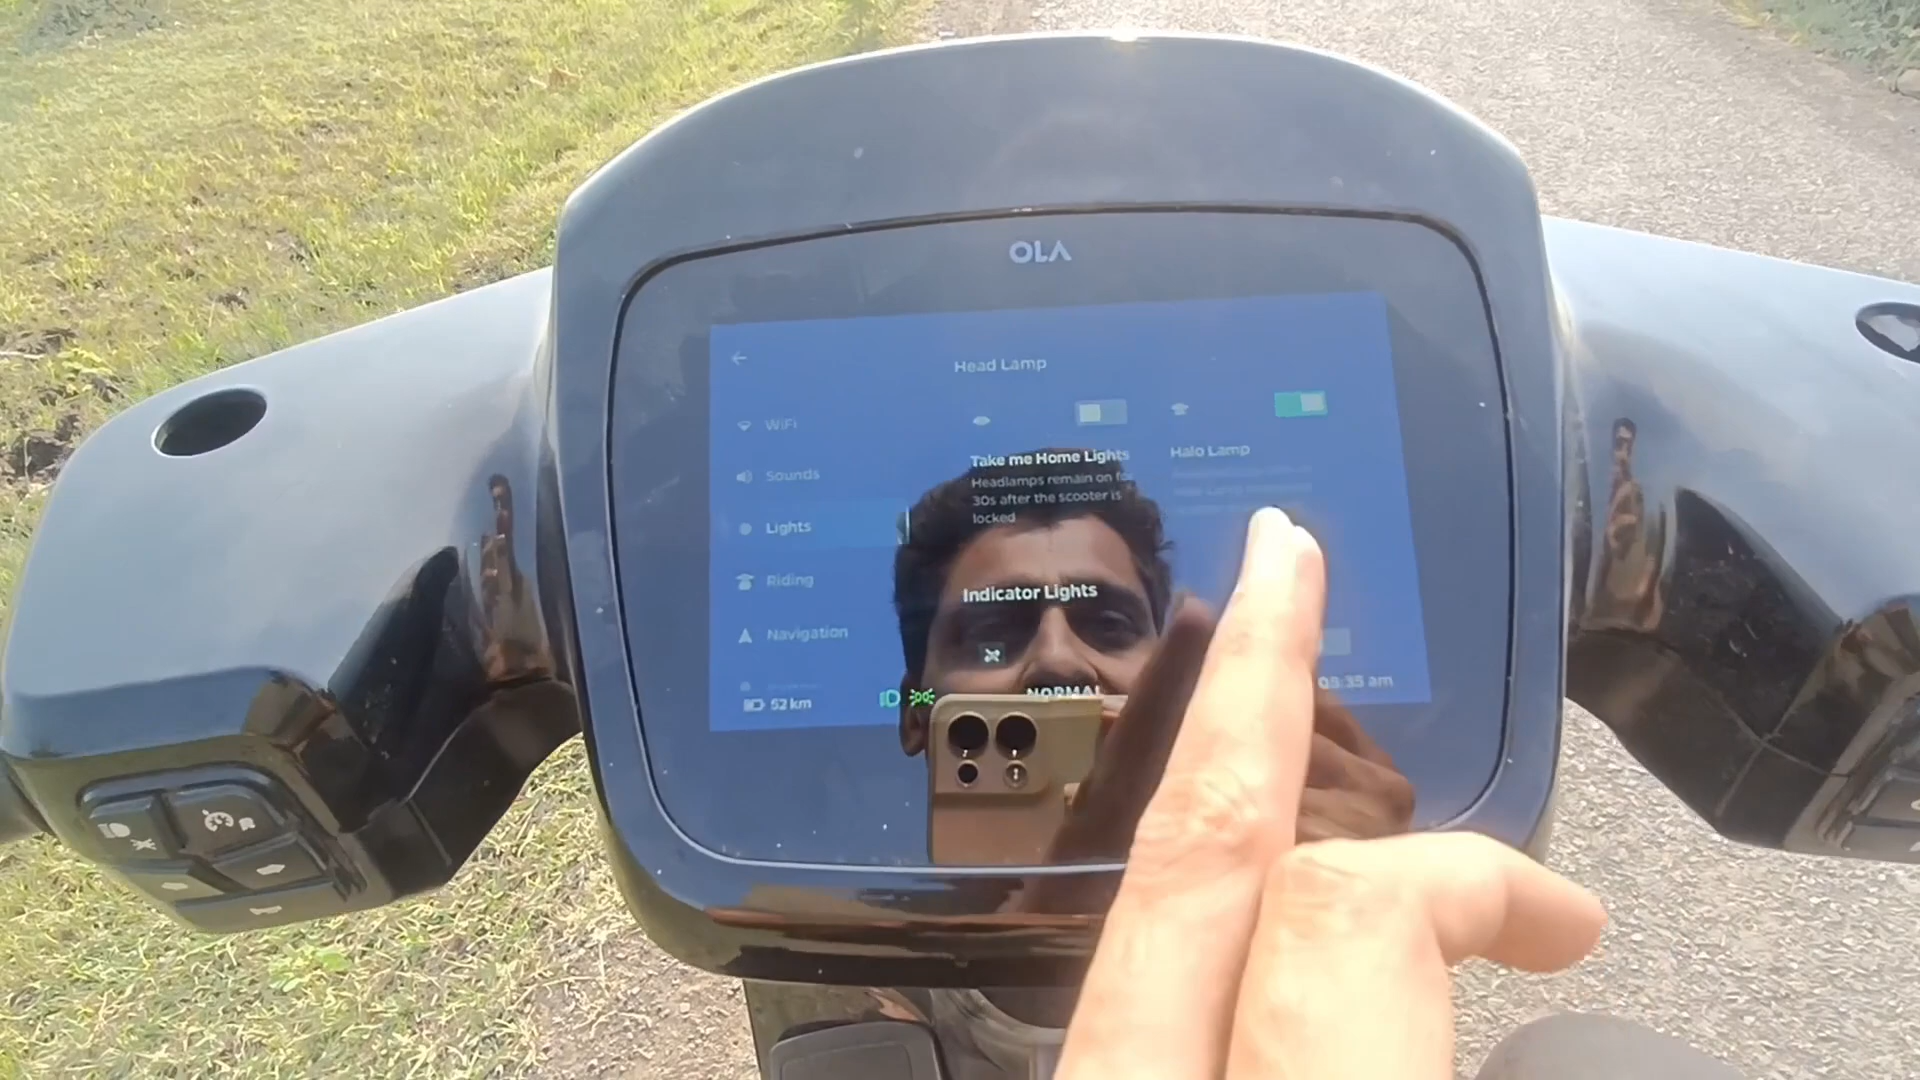 OLA
Head Lamp
WiFi
Sounds
Lights
Riding
Navigation
Take me Home Lights
Headlamps remain on for
30s after the scooter is
locked
Halo Lamp
Indicator Lights
52 km
NORMAL
05:35 am